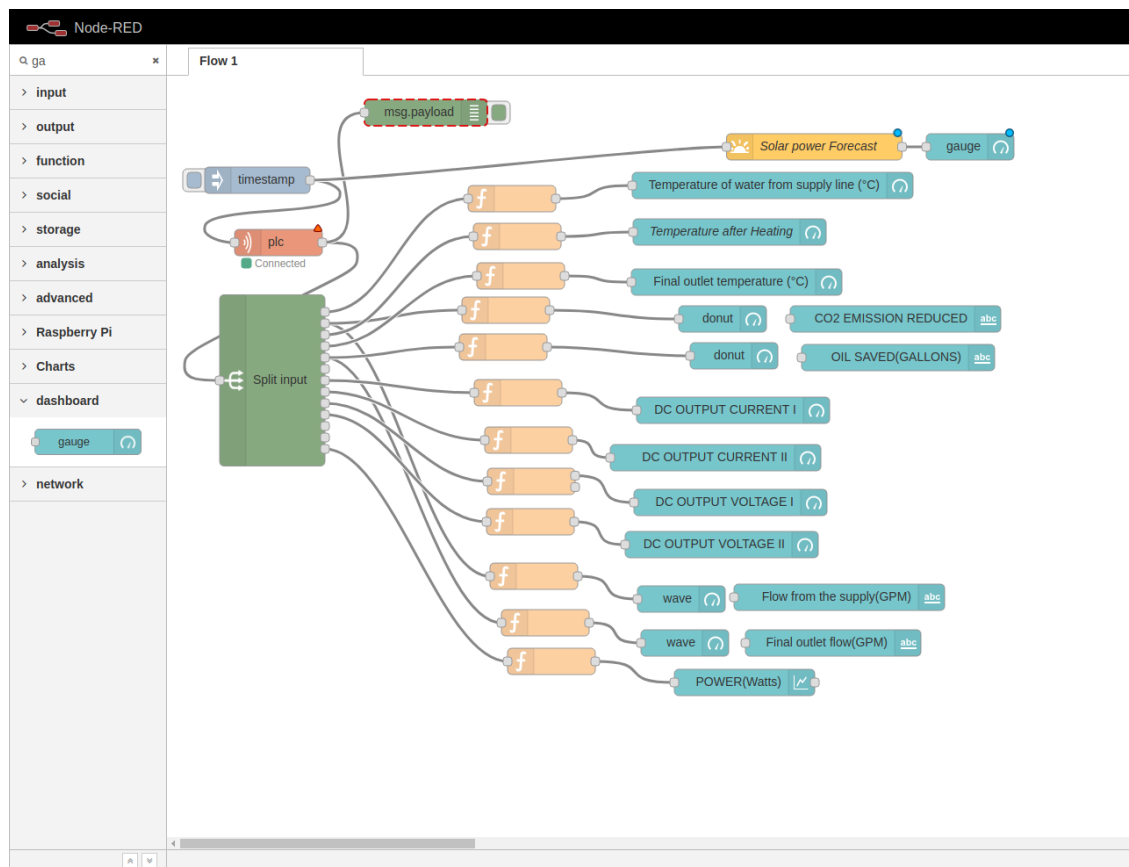 Node-RED
ga
Flow 1
input
output
function
social
storage
analysis
advanced
Raspberry Pi
Charts
dashboard
gauge
network
msg.payload
Solar power Forecast
gauge
timestamp
Temperature of water from supply line (°C)
plc
Temperature after Heating
Connected
Final outlet temperature (°C)
donut
CO2 EMISSION REDUCED
abc
donut
OIL SAVED(GALLONS)
abc
Split input
DC OUTPUT CURRENT I
DC OUTPUT CURRENT II
DC OUTPUT VOLTAGE I
DC OUTPUT VOLTAGE II
wave
Flow from the supply(GPM)
abc
wave
Final outlet flow(GPM)
abc
POWER(Watts)